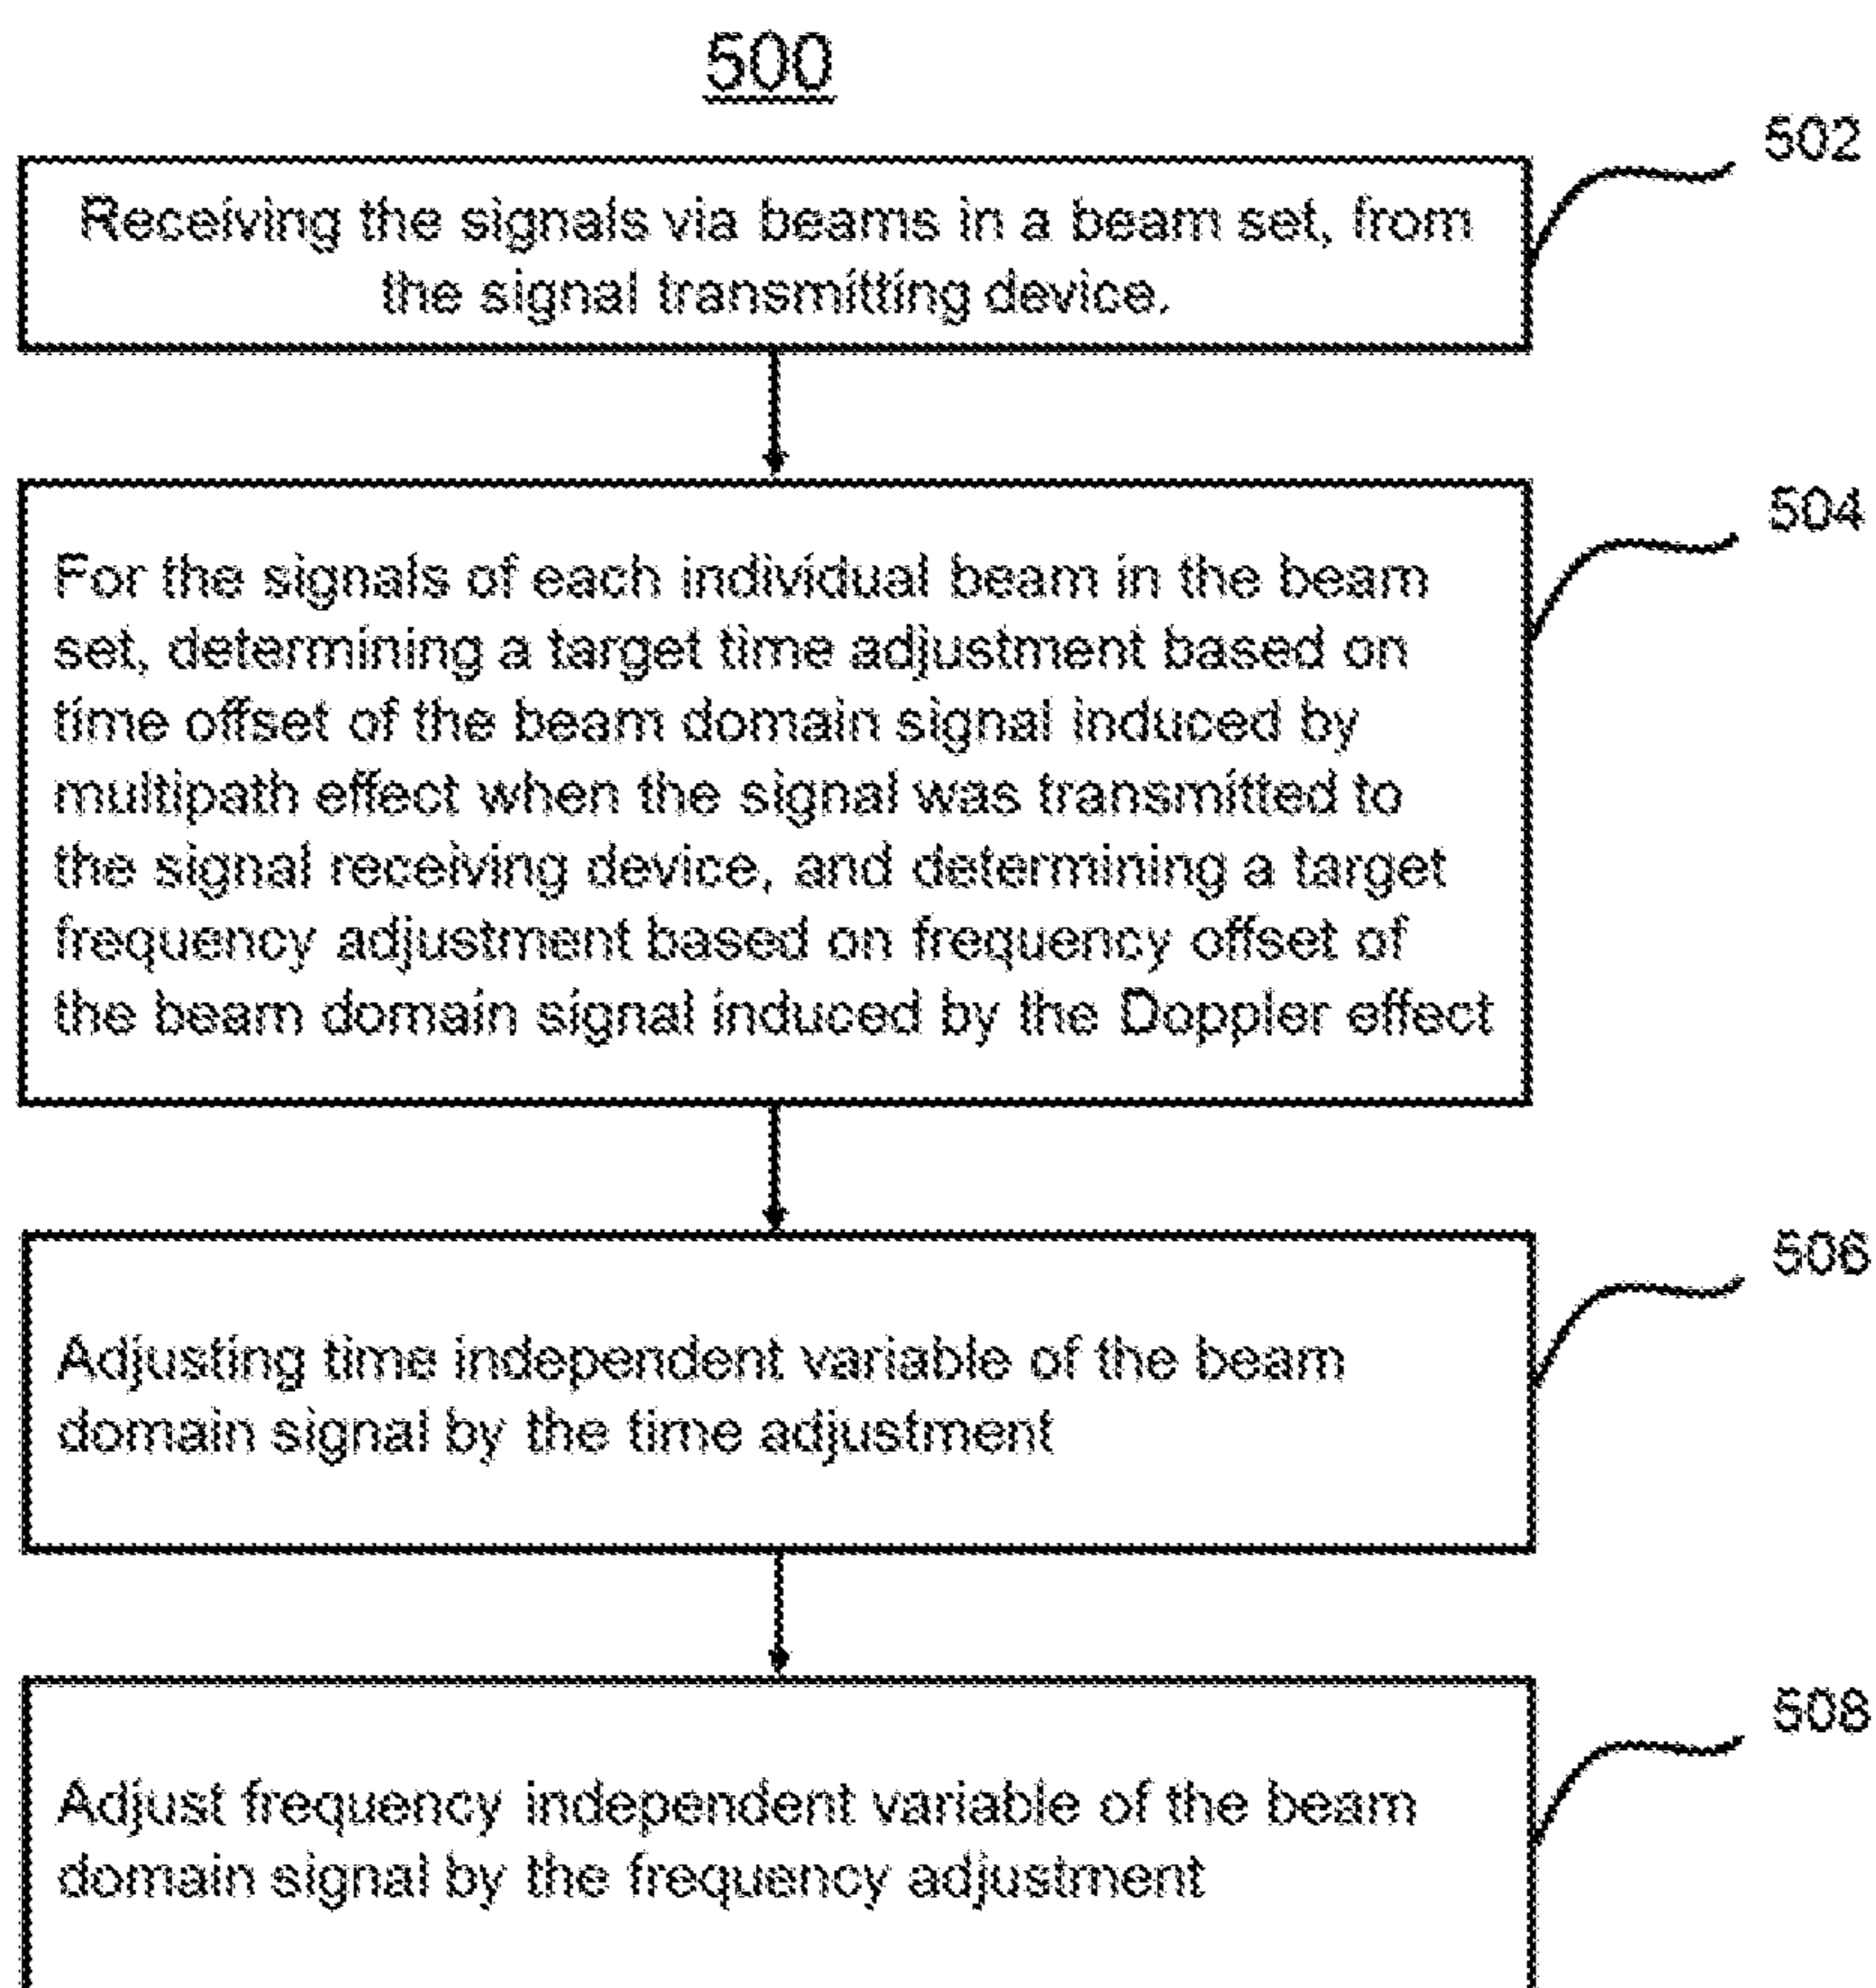 500
502
Receiving the signals via beams in a beam set, from
the signal transmitting device.
504
For the signals of each individual beam in the beam
set, determining a target time adjustment based on
time offset of the beam domain signal induced by
multipath effect when the signal was transmitted to
the signal receiving device, and determining a target
frequency adjustment based on frequency offset of
the beam domain signal induced by the Doppler effect
506
Adjusting time independent variable of the beam
domain signal by the time adjustment
508
Adjust frequency independent variable of the beam
domain signal by the frequency adjustment